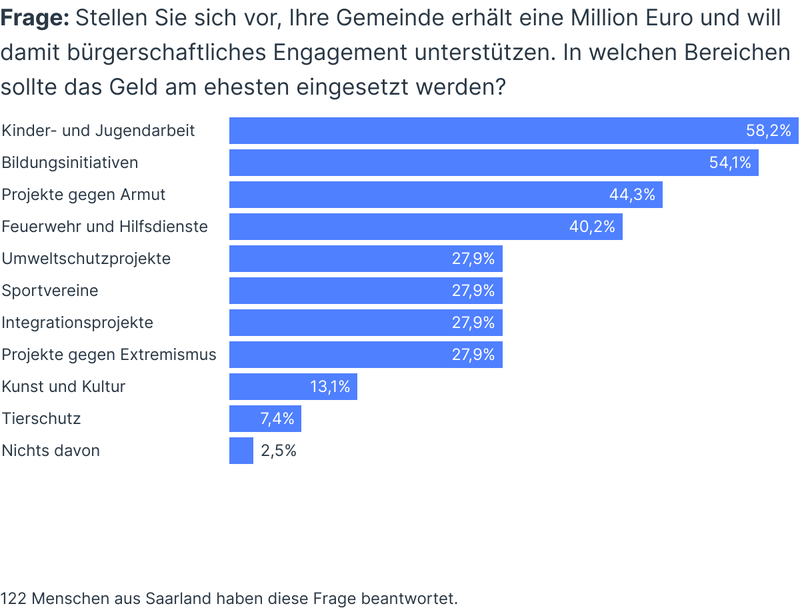 Frage: Stellen Sie sich vor, Ihre Gemeinde erhält eine Million Euro und will
damit bürgerschaftliches Engagement unterstützen. In welchen Bereichen
sollte das Geld am ehesten eingesetzt werden?
Kinder- und Jugendarbeit 58,2%
Bildungsinitiativen 54,1%
Projekte gegen Armut 44,3%
Feuerwehr und Hilfsdienste 40,2%
Umweltschutzprojekte 27,9%
Sportvereine 27,9%
Integrationsprojekte 27,9%
Projekte gegen Extremismus 27,9%
Kunst und Kultur 13,1%
Tierschutz 7,4%
Nichts davon 2,5%
122 Menschen aus Saarland haben diese Frage beantwortet.